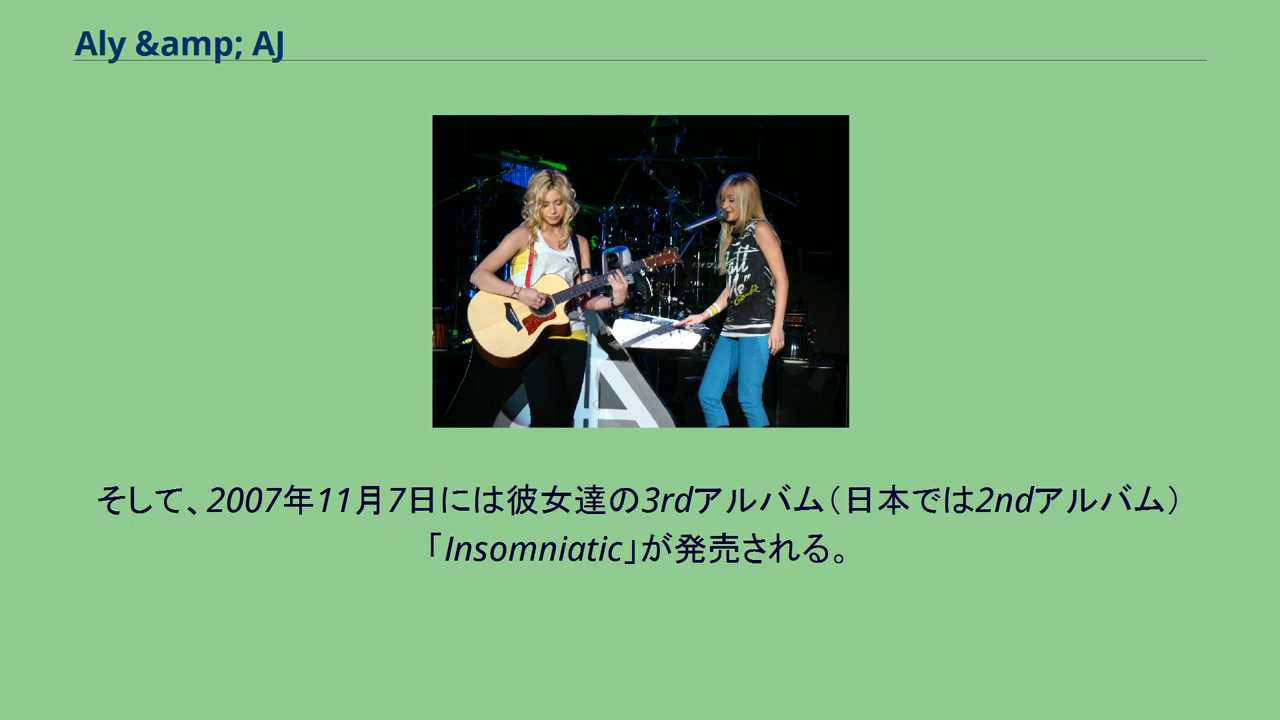 Aly &amp; AJ
そして、2007年11月7日には彼女達の3rdアルバム（日本では2ndアルバム）
「Insomniatic」が発売される。